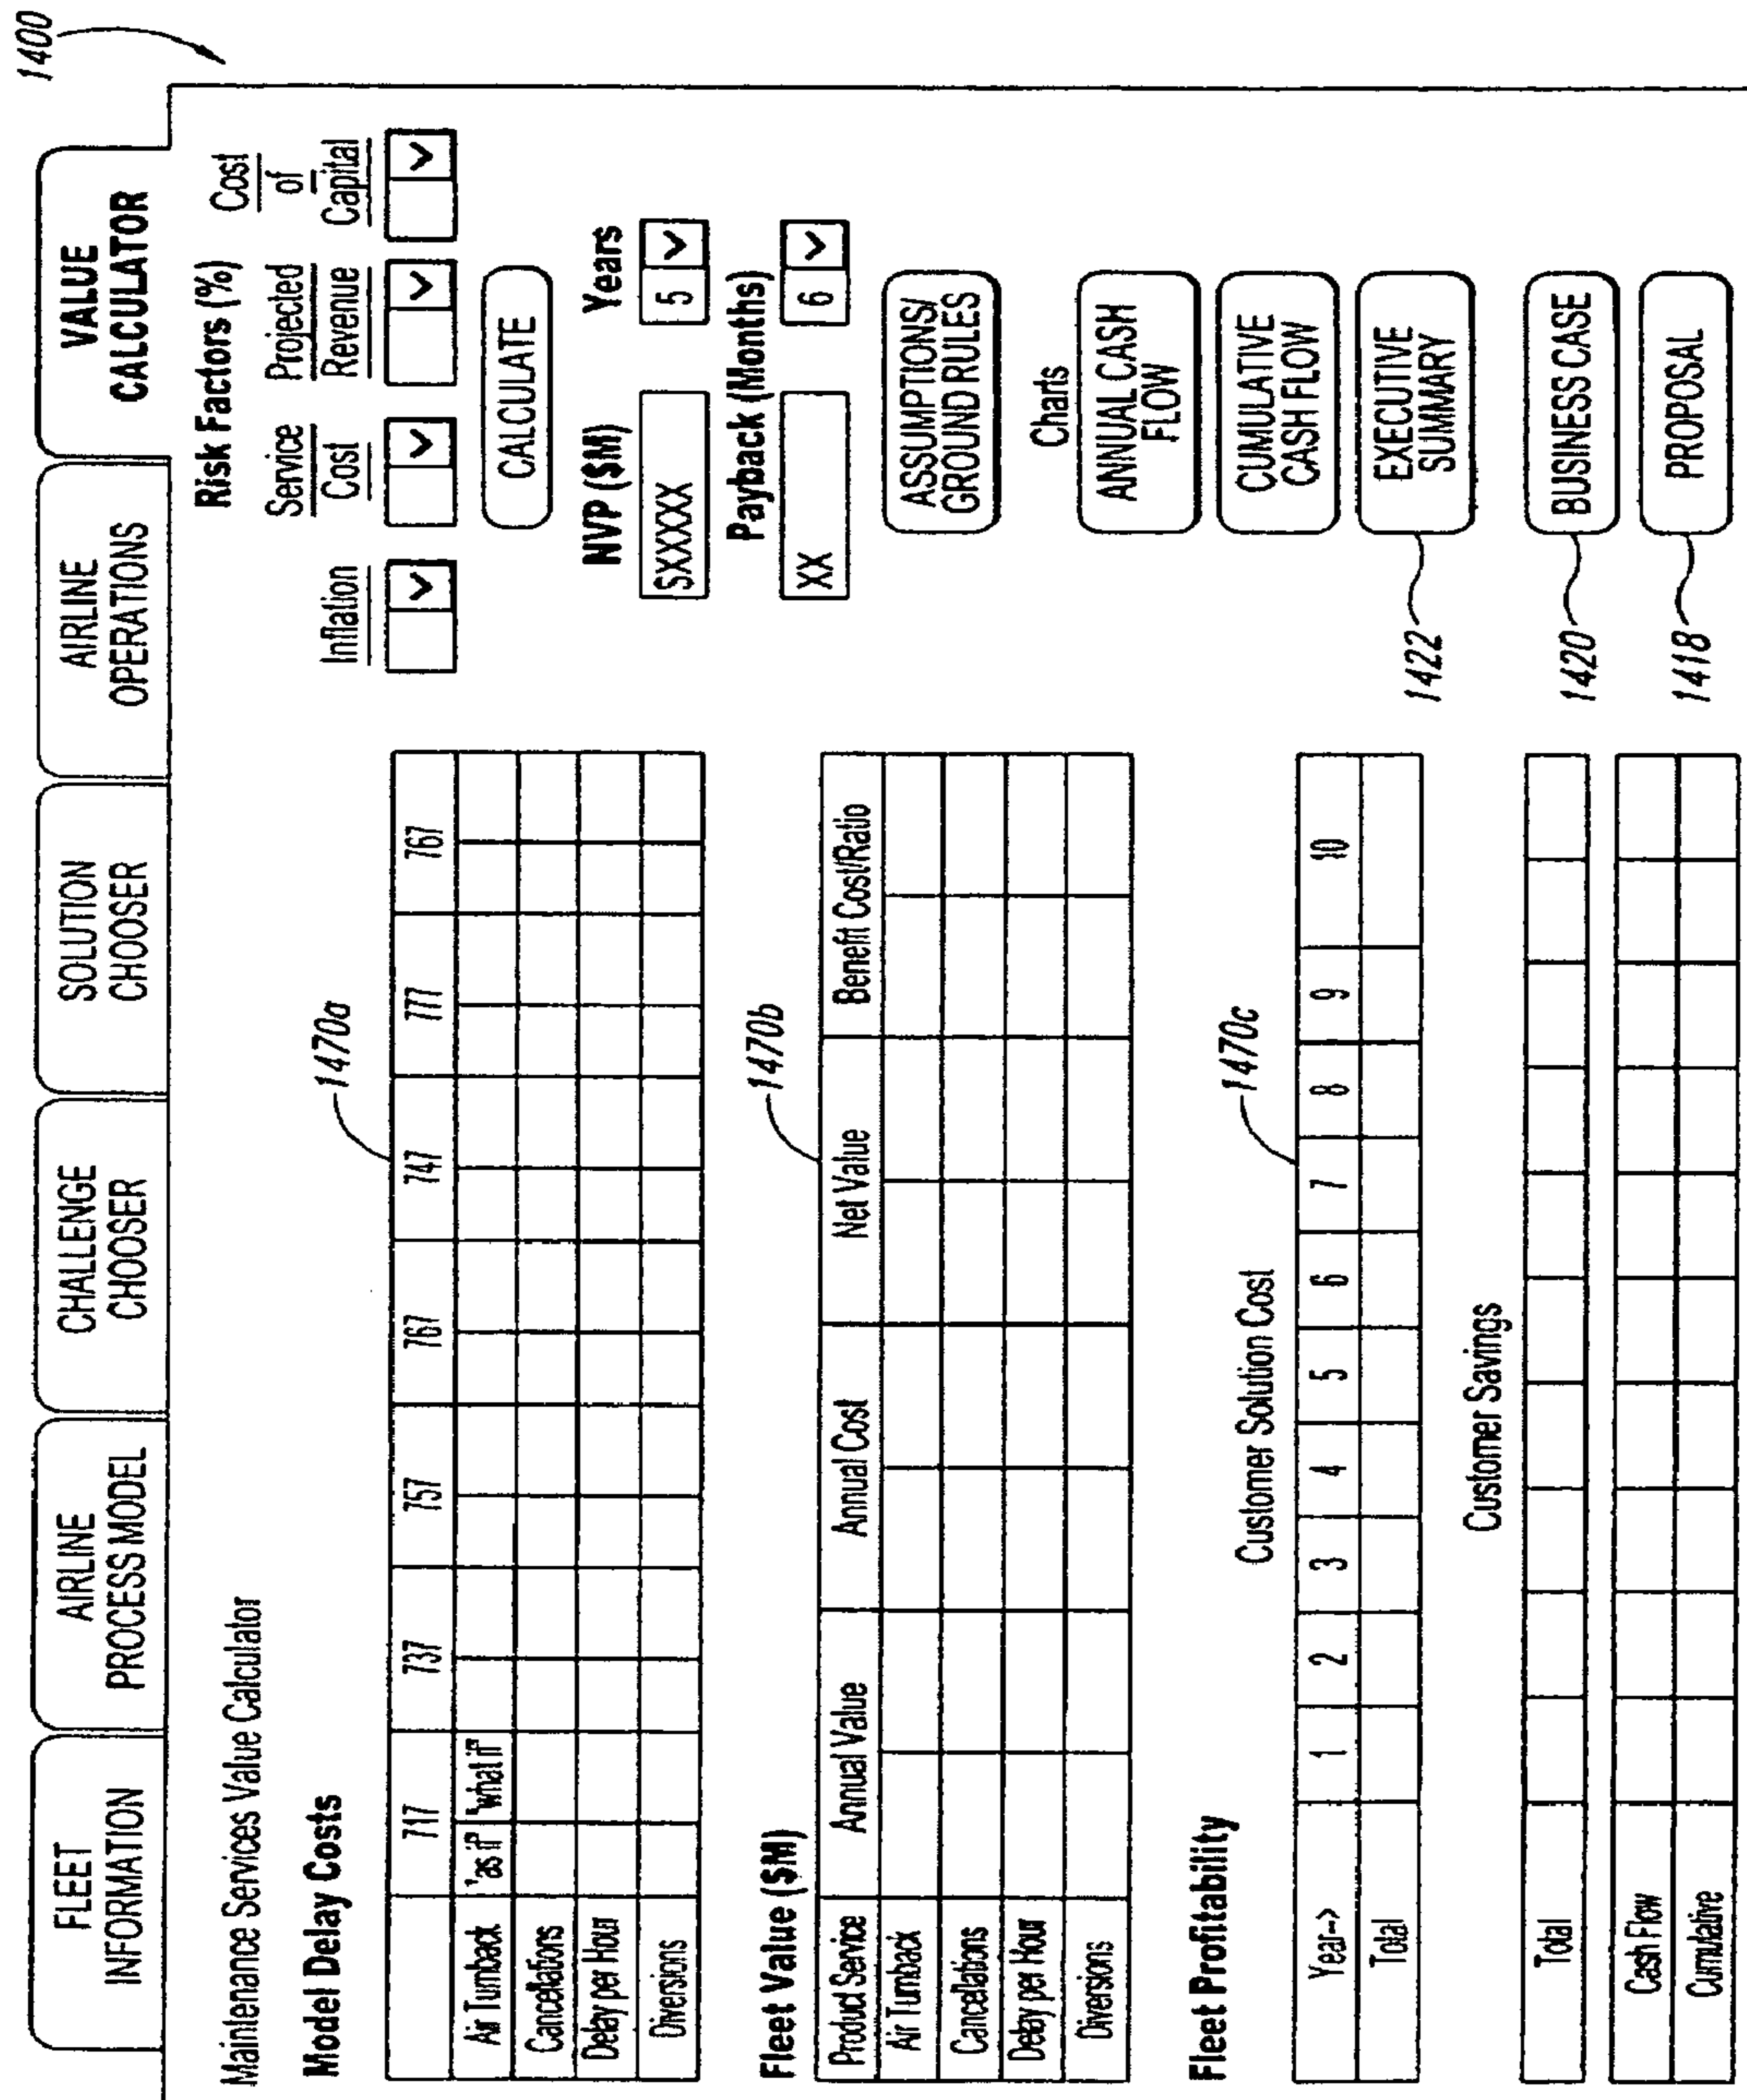 1400
FLEET INFORMATION
AIRLINE PROCESS MODEL
CHALLENGE CHOOSER
SOLUTION CHOOSER
AIRLINE OPERATIONS
VALUE CALCULATOR
Maintenance Services Value Calculator
Risk Factors (%)
Inflation
Service Cost
Projected Revenue
Cost of Capital
CALCULATE
Model Delay Costs
1470a
717 737 757 767 747 777 767
Air Turnback "as if" "what if"
Cancellations
Delay per Hour
Diversions
NVP ($M) Years
$XXXXX 5
Payback (Months)
XX 6
Fleet Value ($M)
1470b
Product Service Annual Value Annual Cost Net Value Benefit Cost/Ratio
Air Turnback
Cancellations
Delay per Hour
Diversions
ASSUMPTIONS/ GROUND RULES
Charts
ANNUAL CASH FLOW
CUMULATIVE CASH FLOW
EXECUTIVE SUMMARY
1422
Fleet Profitability
Customer Solution Cost
1470c
Year--> 1 2 3 4 5 6 7 8 9 10
Total
Customer Savings
Total
Cash Flow
Cumulative
BUSINESS CASE
1420
PROPOSAL
1418